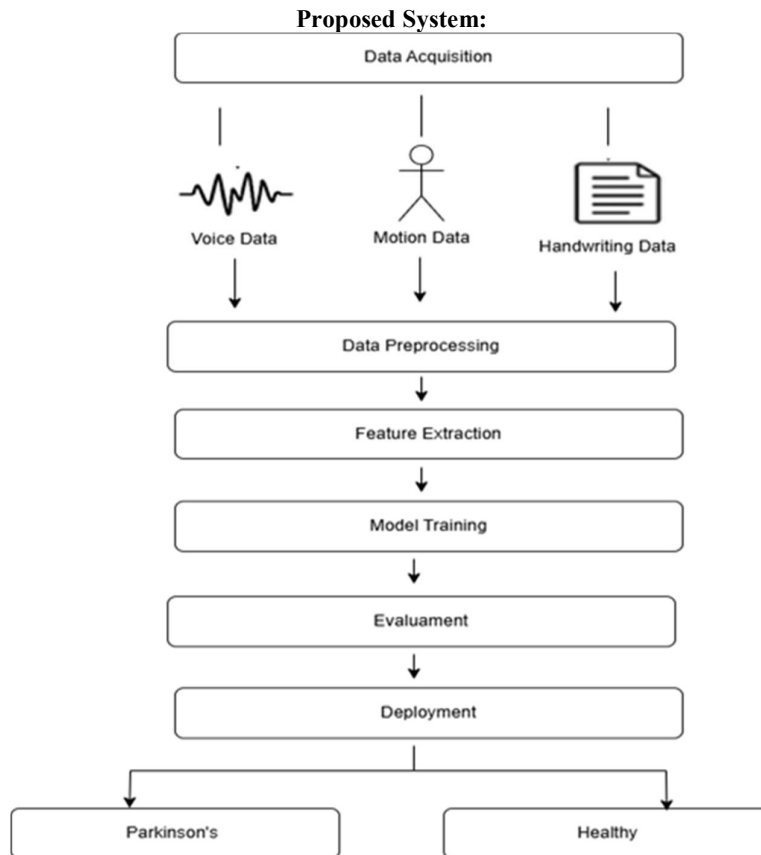 Proposed System:
Data Acquisition
Voice Data
Motion Data
Handwriting Data
Data Preprocessing
Feature Extraction
Model Training
Evaluament
Deployment
Parkinson's
Healthy